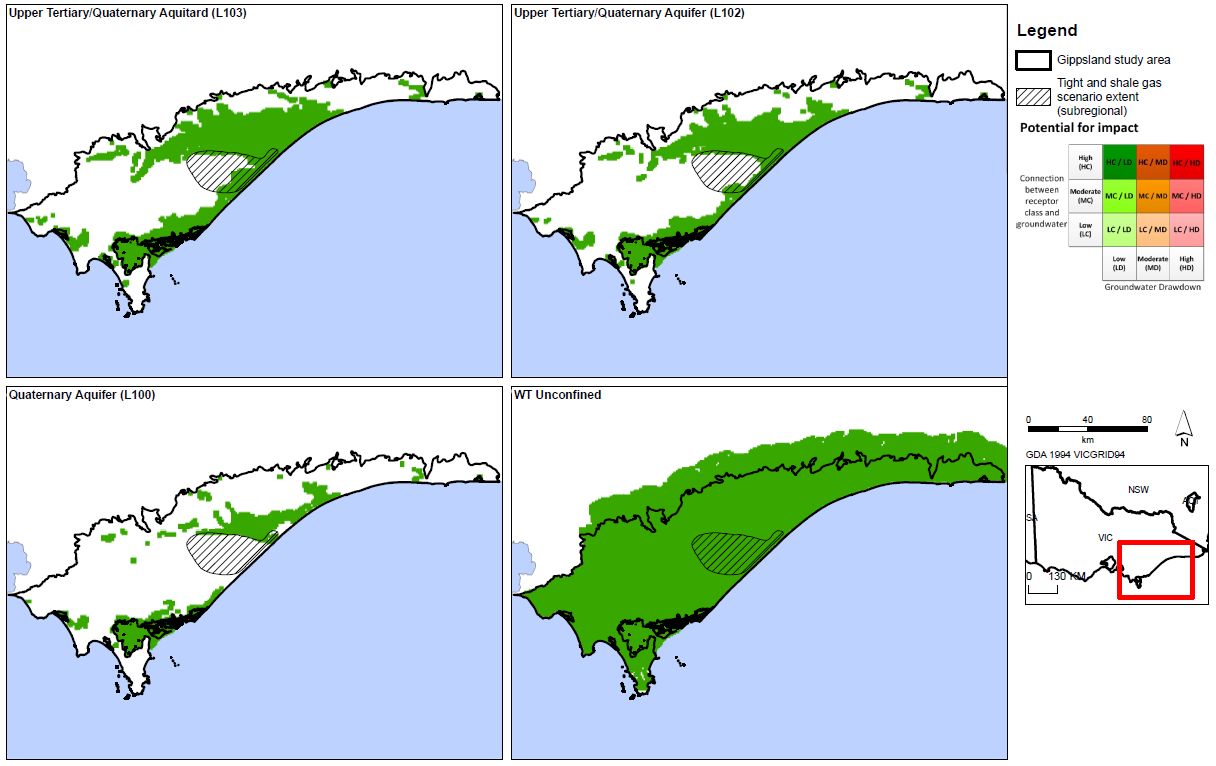 Upper Tertiary/Quaternary Aquitard (L103)
Upper Tertiary/Quaternary Aquifer (L102)
Quaternary Aquifer (L100)
WT Unconfined
Legend
Gippsland study area
Tight and shale gas
scenario extent
(subregional)
Potential for impact
Connection
between
receptor
class and
groundwater
High
(HC)
HC / LD
HC / MD
HC / HD
Moderate
(MC)
MC / LD
MC / MD
MC / HD
Low
(LC)
LC / LD
LC / MD
LC / HD
Low
(LD)
Moderate
(MD)
High
(HD)
Groundwater Drawdown
0 40 80
km
N
GDA 1994 VICGRID94
NSW
ACT
SA
VIC
0 130 KM